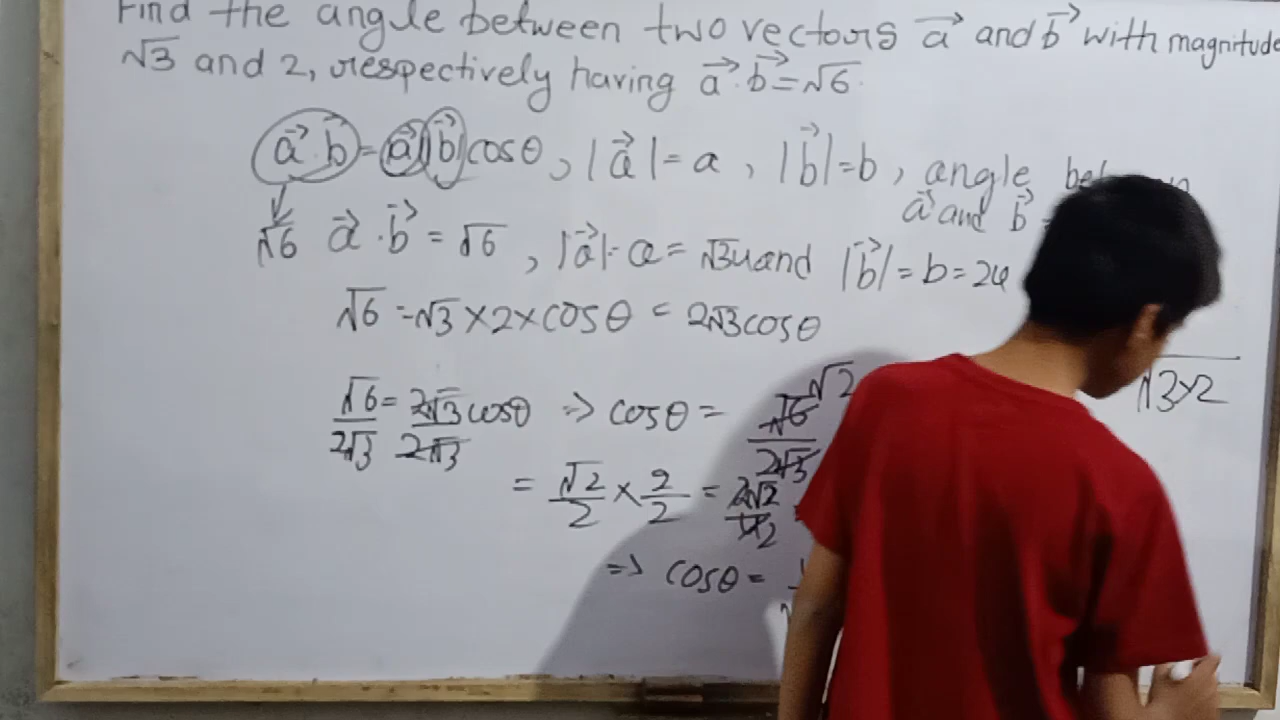 Find the angle between two vectors a⃗ and b⃗ with magnitude
√3 and 2, respectively having a⃗ · b⃗ = √6.
a⃗ · b⃗ = |a⃗||b⃗| cosθ, |a⃗| = a, |b⃗| = b, angle
a⃗ and b⃗
√6 a⃗ · b⃗ = √6, |a⃗| = a = √3u and |b⃗| = b = 2u
√6 = √3 × 2 × cosθ = 2√3 cosθ
√6/2√3 = 2√3 cosθ/2√3 ⇒ cosθ = √6/2√3 √2
√3×2
= √2/2 × 2/2 = 2√2
⇒ cosθ =